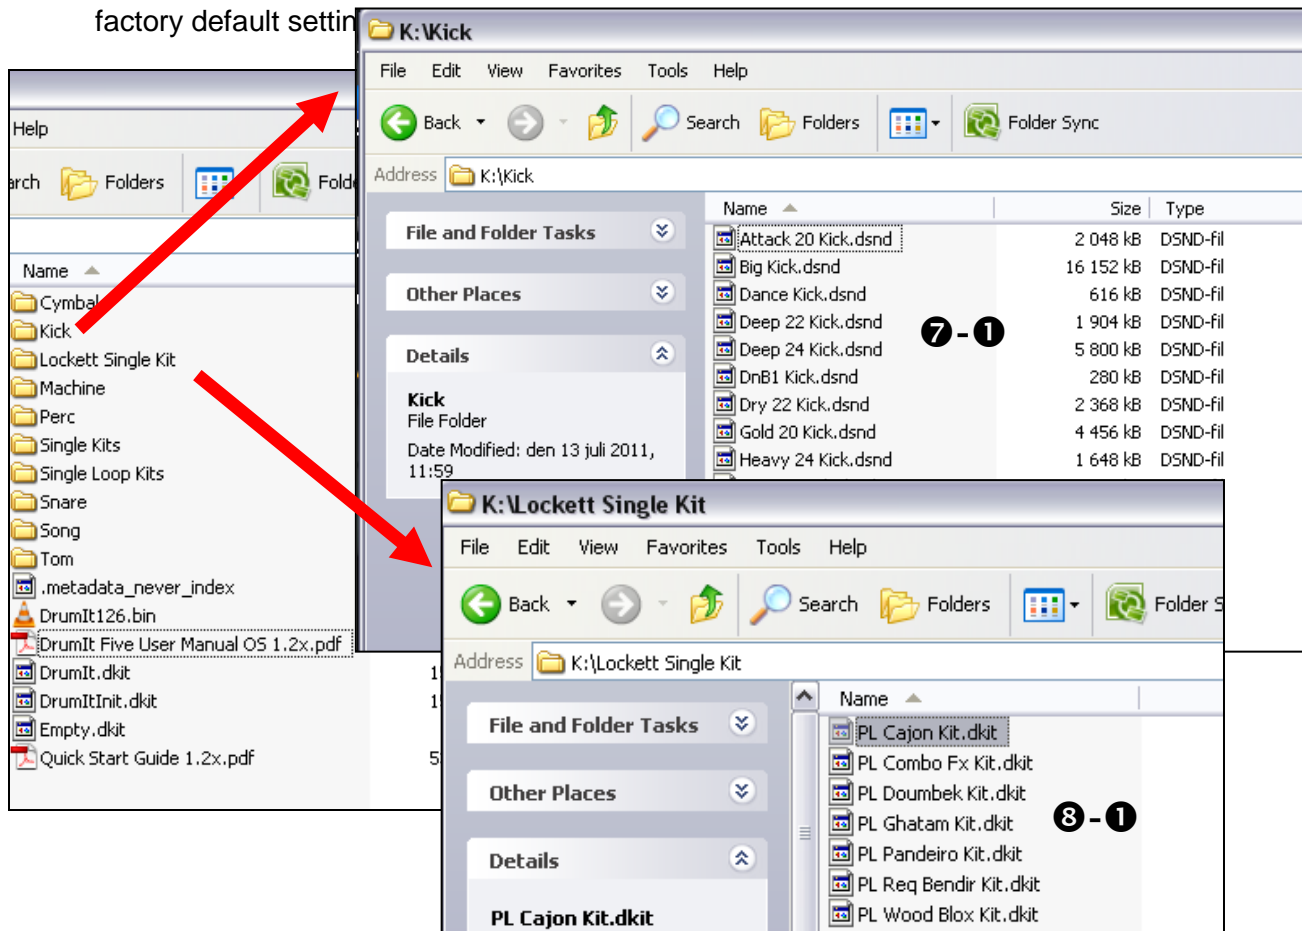 factory default settin
K:\Kick
File Edit View Favorites Tools Help
Back Search Folders Folder Sync
Address K:\Kick
File and Folder Tasks
Other Places
Details
Kick
File Folder
Date Modified: den 13 juli 2011,
11:59
Name Size Type
Attack 20 Kick.dsnd 2 048 kB DSND-fil
Big Kick.dsnd 16 152 kB DSND-fil
Dance Kick.dsnd 616 kB DSND-fil
Deep 22 Kick.dsnd 1 904 kB DSND-fil
Deep 24 Kick.dsnd 5 800 kB DSND-fil
DnB1 Kick.dsnd 280 kB DSND-fil
Dry 22 Kick.dsnd 2 368 kB DSND-fil
Gold 20 Kick.dsnd 4 456 kB DSND-fil
Heavy 24 Kick.dsnd 1 648 kB DSND-fil
❼-❶
Help
arch Folders Folde
Name
Cymbal
Kick
Lockett Single Kit
Machine
Perc
Single Kits
Single Loop Kits
Snare
Song
Tom
.metadata_never_index
DrumIt126.bin
DrumIt Five User Manual OS 1.2x.pdf
DrumIt.dkit 1
DrumItInit.dkit 1
Empty.dkit
Quick Start Guide 1.2x.pdf 5
K:\Lockett Single Kit
File Edit View Favorites Tools Help
Back Search Folders Folder S
Address K:\Lockett Single Kit
File and Folder Tasks
Other Places
Details
PL Cajon Kit.dkit
Name
PL Cajon Kit.dkit
PL Combo Fx Kit.dkit
PL Doumbek Kit.dkit
PL Ghatam Kit.dkit
PL Pandeiro Kit.dkit
PL Req Bendir Kit.dkit
PL Wood Blox Kit.dkit
❽-❶